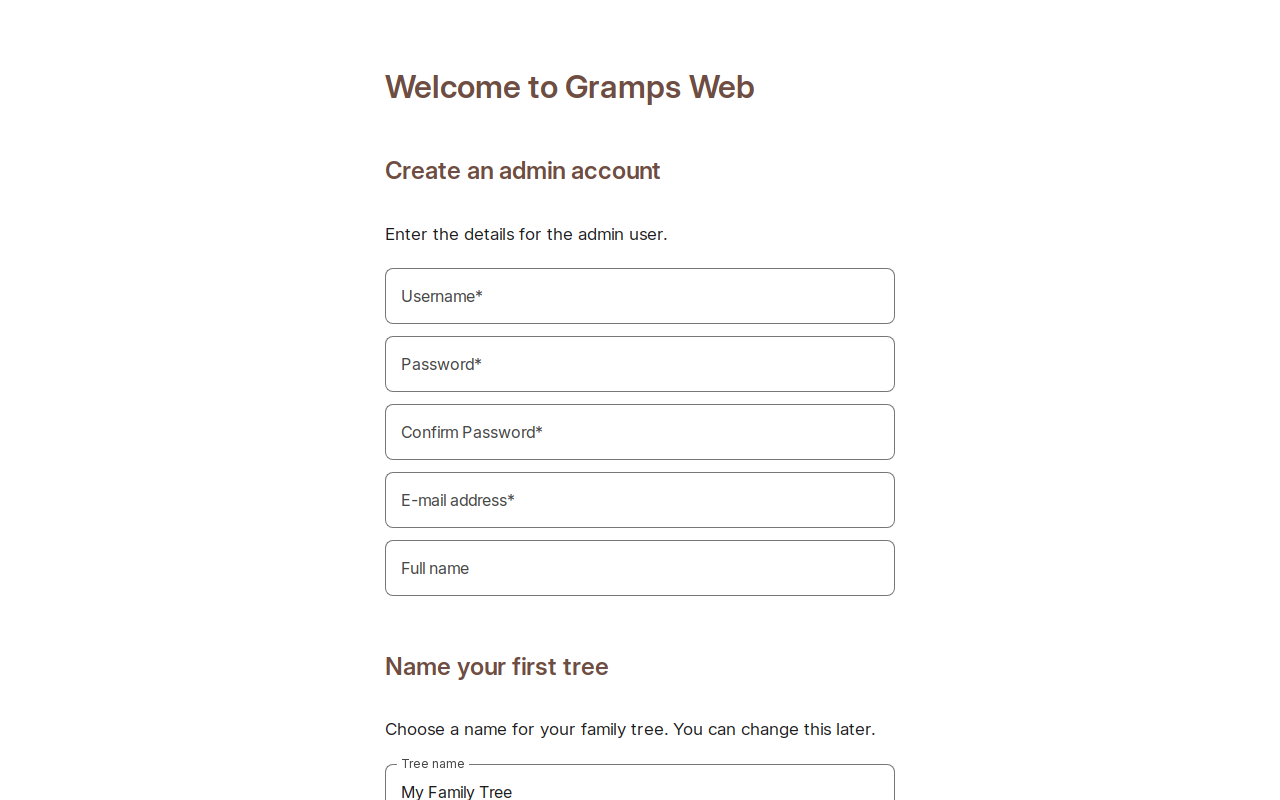 Welcome to Gramps Web
Create an admin account
Enter the details for the admin user.
Username*
Password*
Confirm Password*
E-mail address*
Full name
Name your first tree
Choose a name for your family tree. You can change this later.
Tree name
My Family Tree